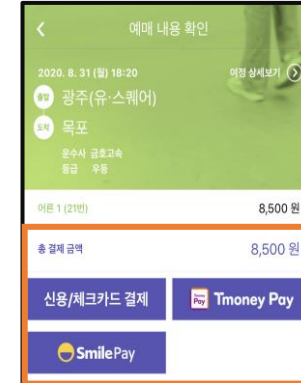 예매 내용 확인
2020. 8. 31 (월) 18:20
여정 상세보기
출발 광주(유·스퀘어)
도착 목포
운수사 금호고속
등급 우등
어른 1 (21번) 8,500 원
총 결제 금액 8,500 원
신용/체크카드 결제
Tmoney Pay Tmoney Pay
SmilePay